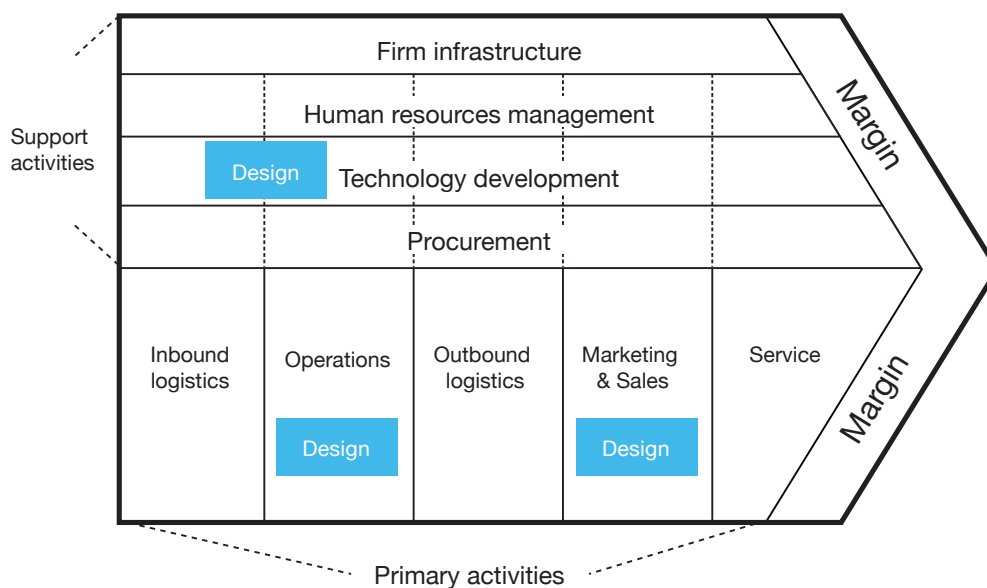 Firm infrastructure
Margin
Human resources management
Support
activities
Design
Technology development
Procurement
Inbound
logistics
Operations
Outbound
logistics
Marketing
& Sales
Service
Margin
Design
Design
Primary activities